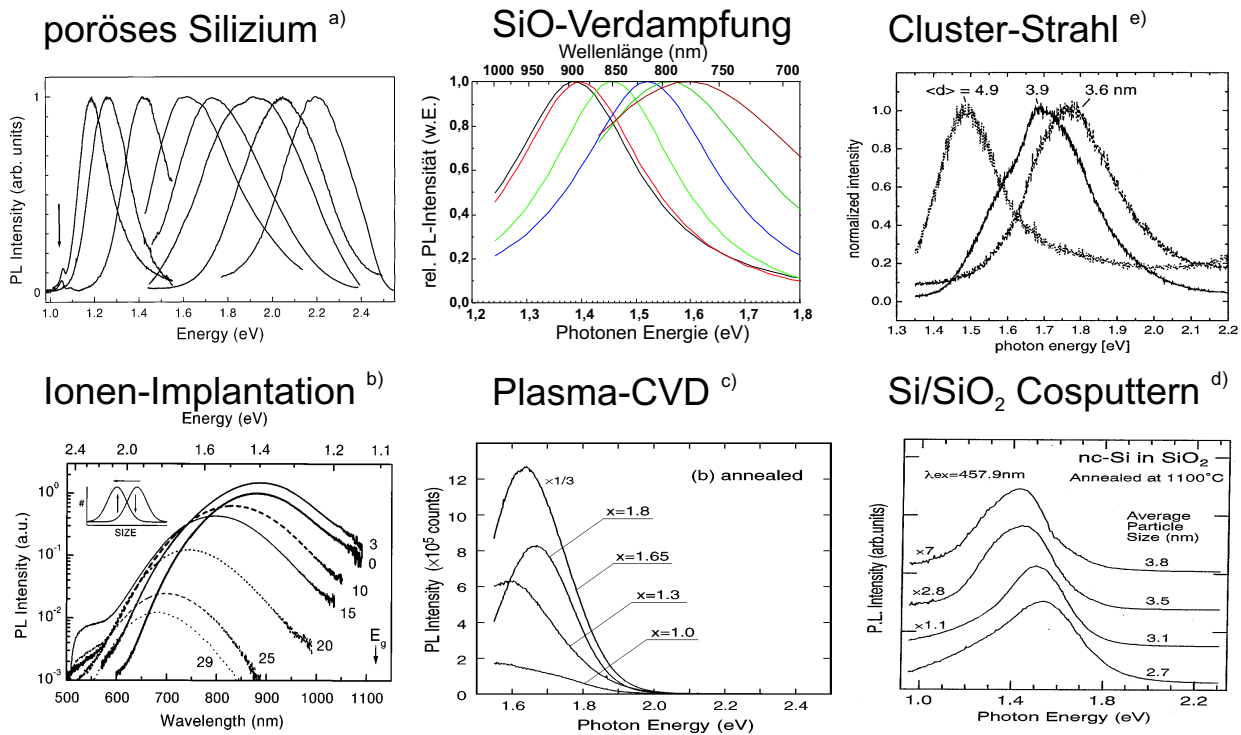 poröses Silizium a)
PL Intensity (arb. units)
1
0
1.0 1.2 1.4 1.6 1.8 2.0 2.2 2.4
Energy (eV)
SiO-Verdampfung
Wellenlänge (nm)
1000 950 900 850 800 750 700
rel. PL-Intensität (w.E.)
1,0
0,8
0,6
0,4
0,2
0,0
1,2 1,3 1,4 1,5 1,6 1,7 1,8
Photonen Energie (eV)
Cluster-Strahl e)
<d> = 4.9 3.9 3.6 nm
normalized intensity
1.0
0.8
0.6
0.4
0.2
0.0
1.3 1.4 1.5 1.6 1.7 1.8 1.9 2.0 2.1 2.2
photon energy [eV]
Ionen-Implantation b)
Energy (eV)
2.4 2.0 1.6 1.4 1.2 1.1
PL Intensity (a.u.)
10⁰
10⁻¹
10⁻²
10⁻³
#
SIZE
3
0
10
15
20
25
29
Eg
500 600 700 800 900 1000 1100
Wavelength (nm)
Plasma-CVD c)
(b) annealed
PL Intensity (×10⁵ counts)
12
10
8
6
4
2
0
×1/3
x=1.8
x=1.65
x=1.3
x=1.0
1.6 1.8 2.0 2.2 2.4
Photon Energy (eV)
Si/SiO₂ Cosputtern d)
nc-Si in SiO₂
λex=457.9nm
Annealed at 1100°C
Average
Particle
Size (nm)
P.L. Intensity (arb.units)
×7
3.8
×2.8
3.5
×1.1
3.1
2.7
1.0 1.4 1.8 2.2
Photon Energy (eV)